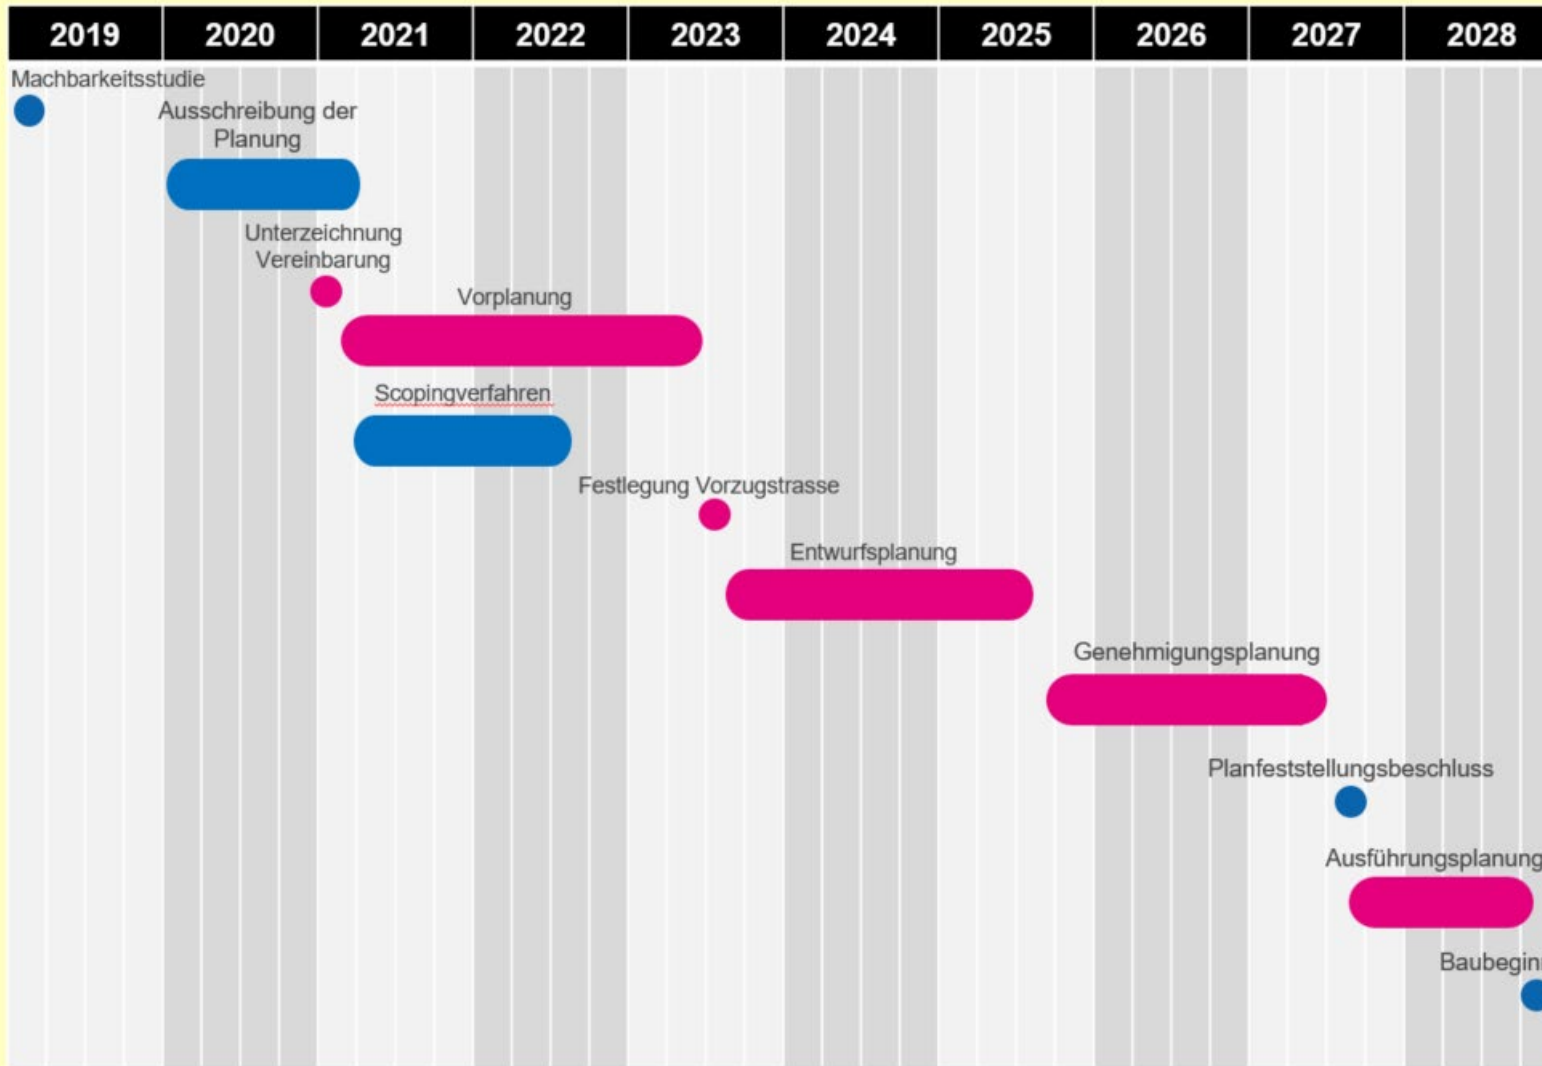 2019 2020 2021 2022 2023 2024 2025 2026 2027 2028
Machbarkeitsstudie
Ausschreibung der
Planung
Unterzeichnung
Vereinbarung
Vorplanung
Scopingverfahren
Festlegung Vorzugstrasse
Entwurfsplanung
Genehmigungsplanung
Planfeststellungsbeschluss
Ausführungsplanung
Baubegin